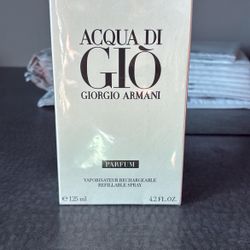 ACQUA DI
GIÒ
GIORGIO ARMANI
PARFUM
VAPORISATEUR RECHARGEABLE
REFILLABLE SPRAY
℮ 125 ml 4.2 FL. OZ.